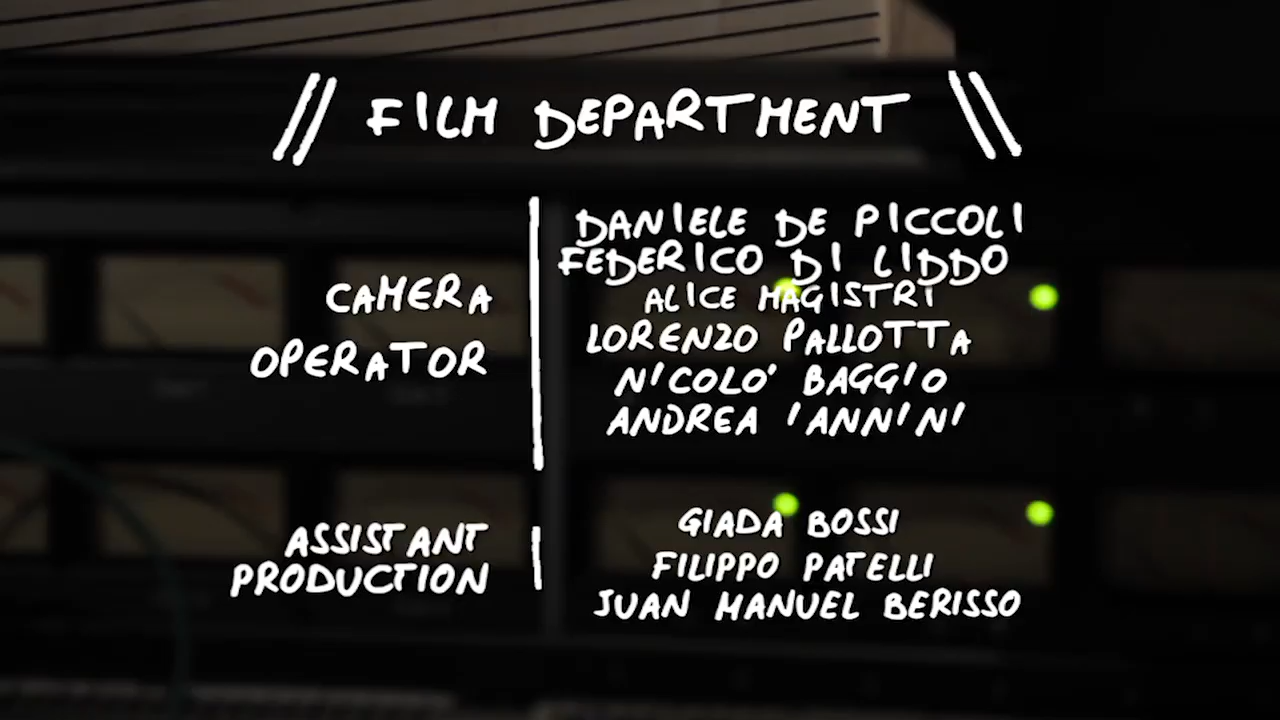 // FILM DEPARTMENT \\
CAMERA
OPERATOR
DANIELE DE PICCOLI
FEDERICO DI LIDDO
ALICE MAGISTRI
LORENZO PALLOTTA
NICOLO' BAGGIO
ANDREA IANNINI
ASSISTANT
PRODUCTION
GIADA BOSSI
FILIPPO PATELLI
JUAN MANUEL BERISSO